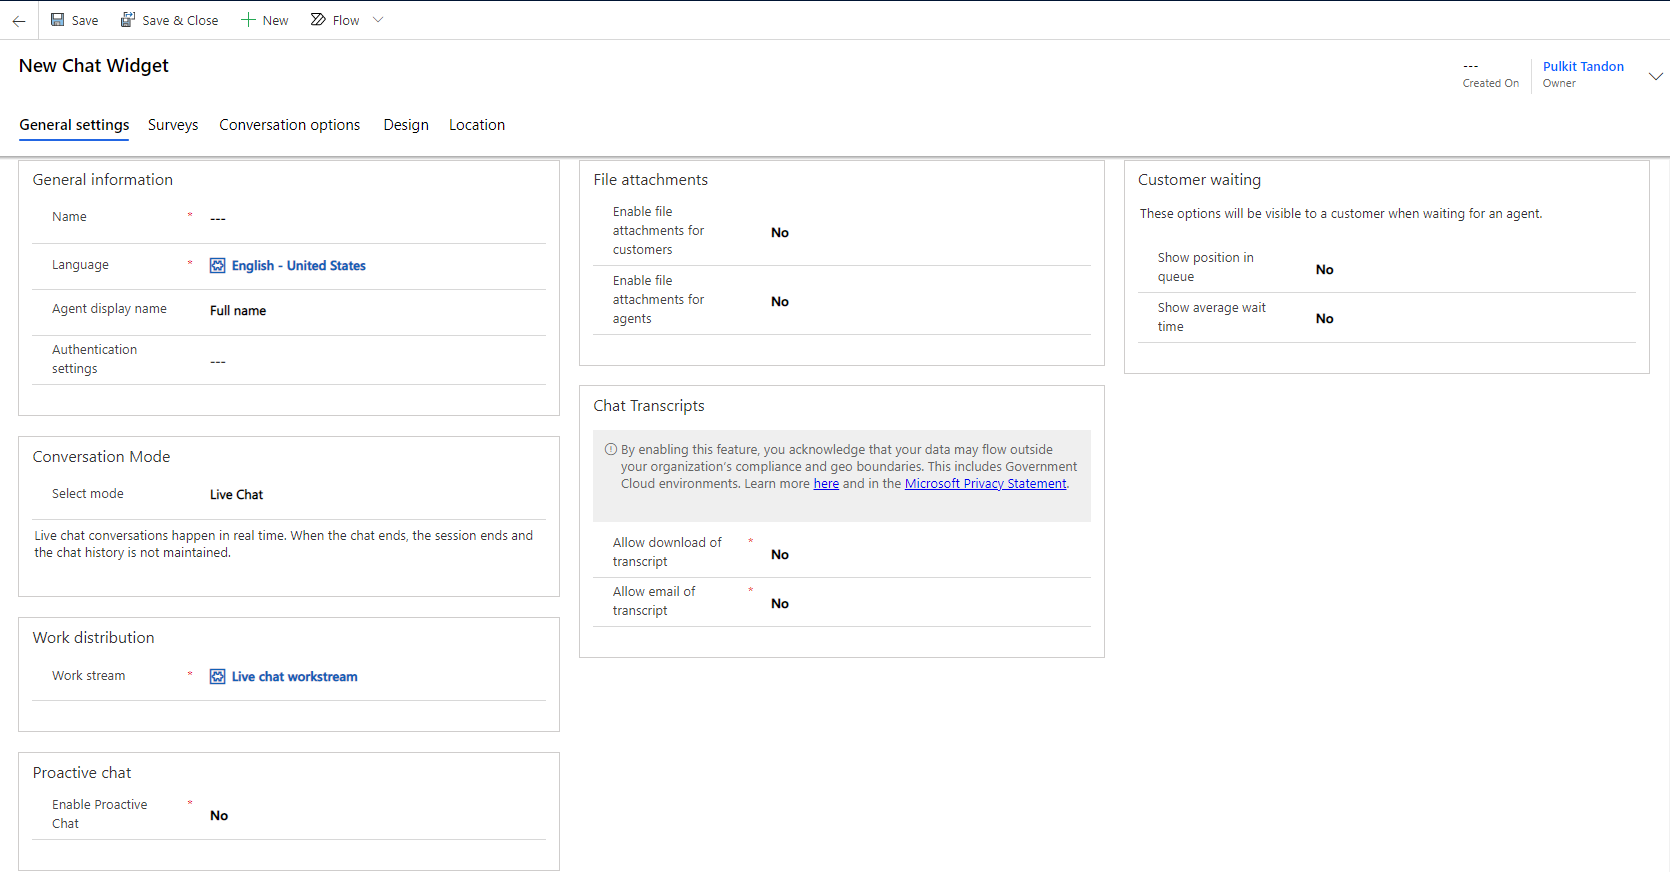 Save
Save & Close
New
Flow
New Chat Widget
---
Created On
Pulkit Tandon
Owner
General settings
Surveys
Conversation options
Design
Location
General information
Name * ---
Language * English - United States
Agent display name Full name
Authentication
settings ---
Conversation Mode
Select mode Live Chat
Live chat conversations happen in real time. When the chat ends, the session ends and
the chat history is not maintained.
Work distribution
Work stream * Live chat workstream
Proactive chat
Enable Proactive *
Chat
No
File attachments
Enable file
attachments for
customers
No
Enable file
attachments for
agents
No
Chat Transcripts
By enabling this feature, you acknowledge that your data may flow outside
your organization's compliance and geo boundaries. This includes Government
Cloud environments. Learn more here and in the Microsoft Privacy Statement.
Allow download of *
transcript
No
Allow email of *
transcript
No
Customer waiting
These options will be visible to a customer when waiting for an agent.
Show position in
queue
No
Show average wait
time
No